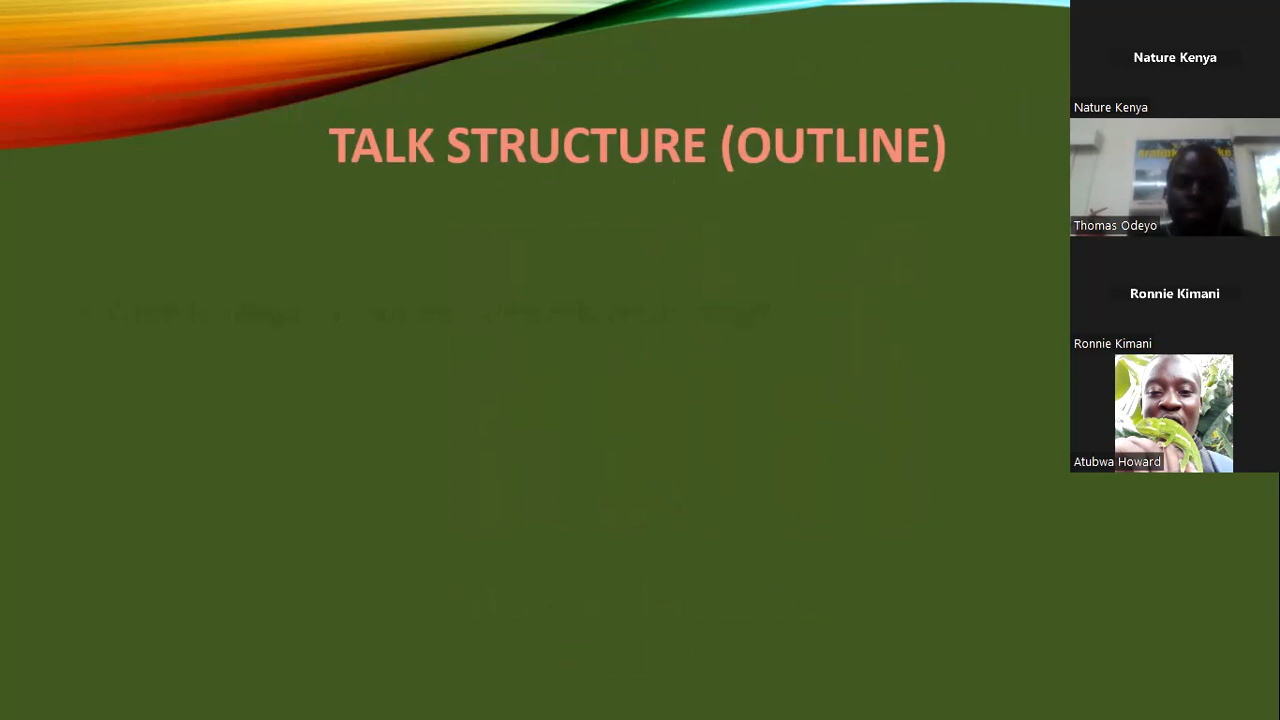 TALK STRUCTURE (OUTLINE)
Nature Kenya
Nature Kenya
Thomas Odeyo
Ronnie Kimani
Ronnie Kimani
Atubwa Howard